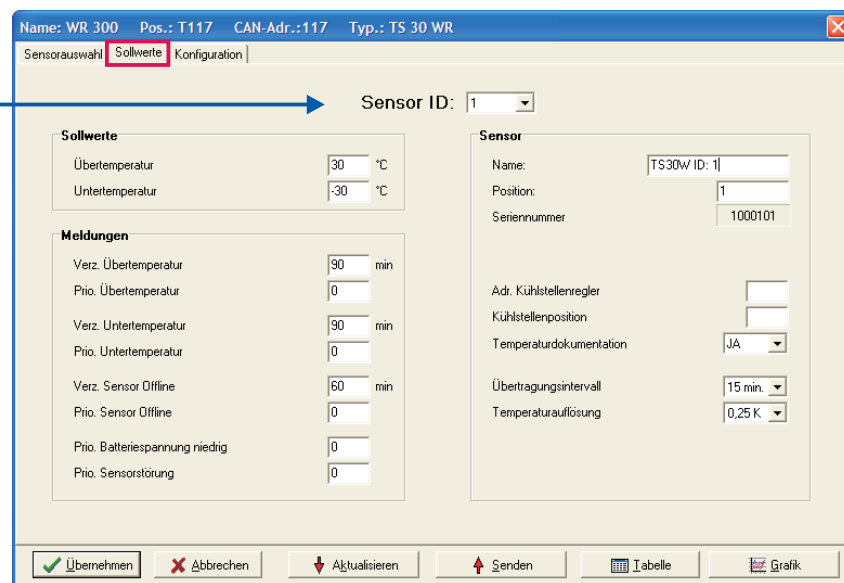 Name: WR 300 Pos.: T117 CAN-Adr.:117 Typ.: TS 30 WR
Sensorauswahl Sollwerte Konfiguration
Sensor ID: 1
Sollwerte
Übertemperatur 30 °C
Untertemperatur -30 °C
Meldungen
Verz. Übertemperatur 90 min
Prio. Übertemperatur 0
Verz. Untertemperatur 90 min
Prio. Untertemperatur 0
Verz. Sensor Offline 60 min
Prio. Sensor Offline 0
Prio. Batteriespannung niedrig 0
Prio. Sensorstörung 0
Sensor
Name: TS30W ID: 1
Position: 1
Seriennummer 1000101
Adr. Kühlstellenregler
Kühlstellenposition
Temperaturdokumentation JA
Übertragungsintervall 15 min.
Temperaturauflösung 0,25 K
Übernehmen Abbrechen Aktualisieren Senden Tabelle Grafik